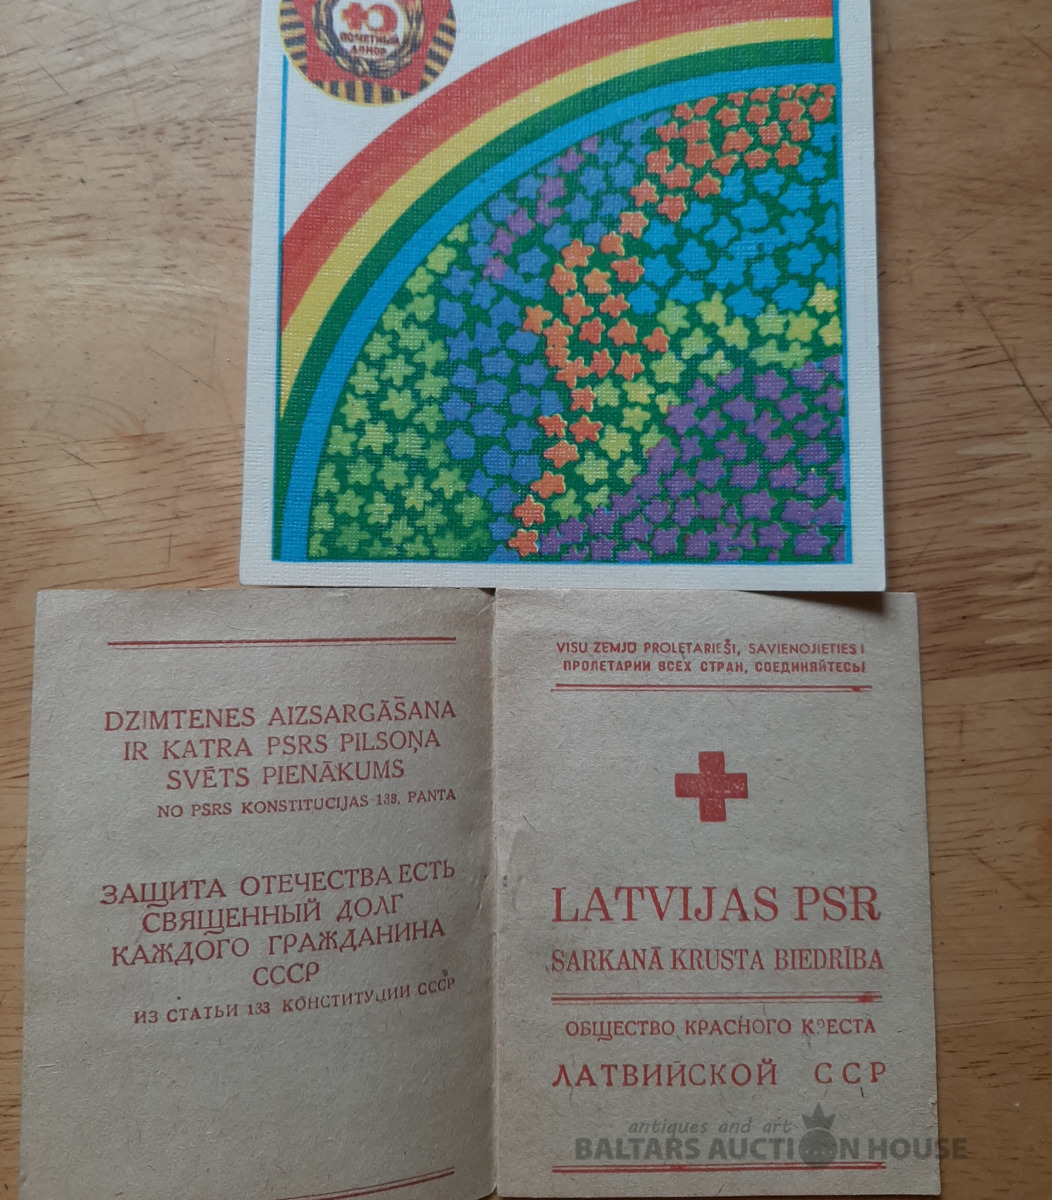 ПОЧЕТНЫЙ
ДОНОР
DZIMTENES AIZSARGĀŠANA
IR KATRA PSRS PILSOŅA
SVĒTS PIENĀKUMS
NO PSRS KONSTITUCIJAS 133. PANTA
ЗАЩИТА ОТЕЧЕСТВА ЕСТЬ
СВЯЩЕННЫЙ ДОЛГ
КАЖДОГО ГРАЖДАНИНА
СССР
ИЗ СТАТЬИ 133 КОНСТИТУЦИИ СССР
VISU ZEMJU PROLETARIEŠI, SAVIENOJIETIES!
ПРОЛЕТАРИИ ВСЕХ СТРАН, СОЕДИНЯЙТЕСЬ!
LATVIJAS PSR
SARKANĀ KRUSTA BIEDRĪBA
ОБЩЕСТВО КРАСНОГО КРЕСТА
ЛАТВИЙСКОЙ ССР
antiques and art
BALTARS AUCTION HOUSE